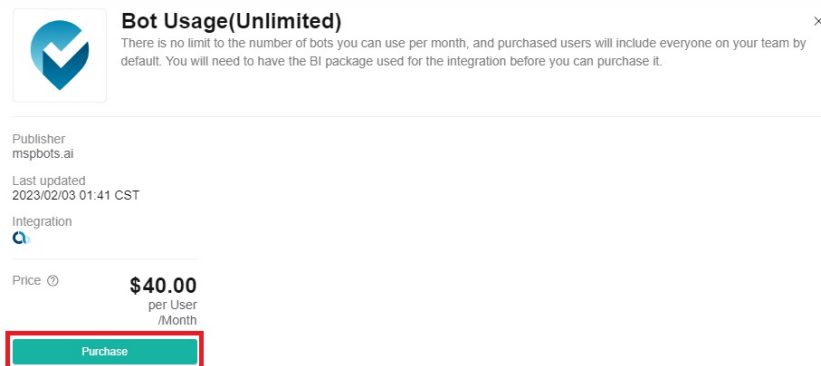 Bot Usage(Unlimited)
There is no limit to the number of bots you can use per month, and purchased users will include everyone on your team by
default. You will need to have the BI package used for the integration before you can purchase it.
Publisher
mspbots.ai
Last updated
2023/02/03 01:41 CST
Integration
Price
$40.00
per User
/Month
Purchase